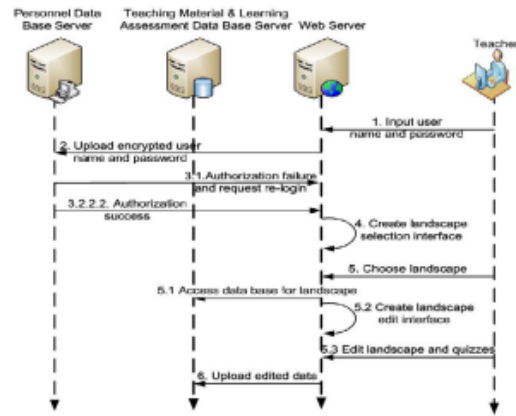 Personnel Data
Base Server
Teaching Material & Learning
Assessment Data Base Server
Web Server
Teacher
1. Input user
name and password
2. Upload encrypted user
name and password
3.1.Authorization failure
and request re-login
3.2.2.2. Authorization
success
4. Create landscape
selection interface
5. Choose landscape
5.1 Access data base for landscape
5.2 Create landscape
edit interface
5.3 Edit landscape and quizzes
6. Upload edited data